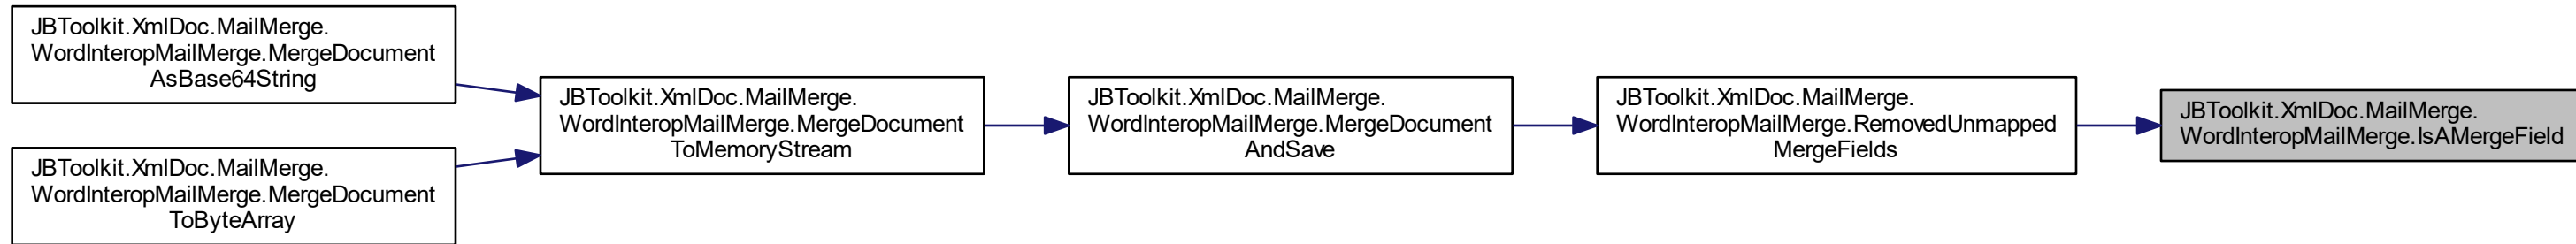 JBToolkit.XmlDoc.MailMerge.
WordInteropMailMerge.MergeDocument
AsBase64String
JBToolkit.XmlDoc.MailMerge.
WordInteropMailMerge.MergeDocument
ToByteArray
JBToolkit.XmlDoc.MailMerge.
WordInteropMailMerge.MergeDocument
ToMemoryStream
JBToolkit.XmlDoc.MailMerge.
WordInteropMailMerge.MergeDocument
AndSave
JBToolkit.XmlDoc.MailMerge.
WordInteropMailMerge.RemovedUnmapped
MergeFields
JBToolkit.XmlDoc.MailMerge.
WordInteropMailMerge.IsAMergeField